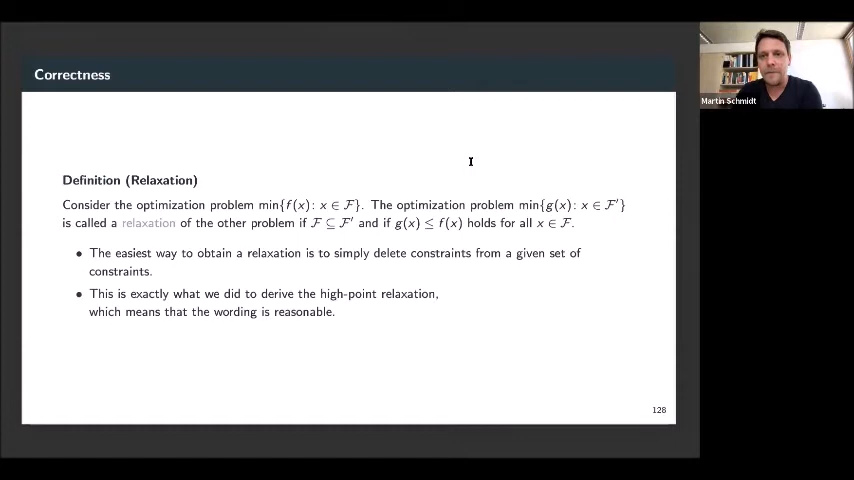 Correctness
Martin Schmidt
Definition (Relaxation)
Consider the optimization problem min{f(x): x ∈ ℱ}. The optimization problem min{g(x): x ∈ ℱ′}
is called a relaxation of the other problem if ℱ ⊆ ℱ′ and if g(x) ≤ f(x) holds for all x ∈ ℱ.
• The easiest way to obtain a relaxation is to simply delete constraints from a given set of
constraints.
• This is exactly what we did to derive the high-point relaxation,
which means that the wording is reasonable.
128